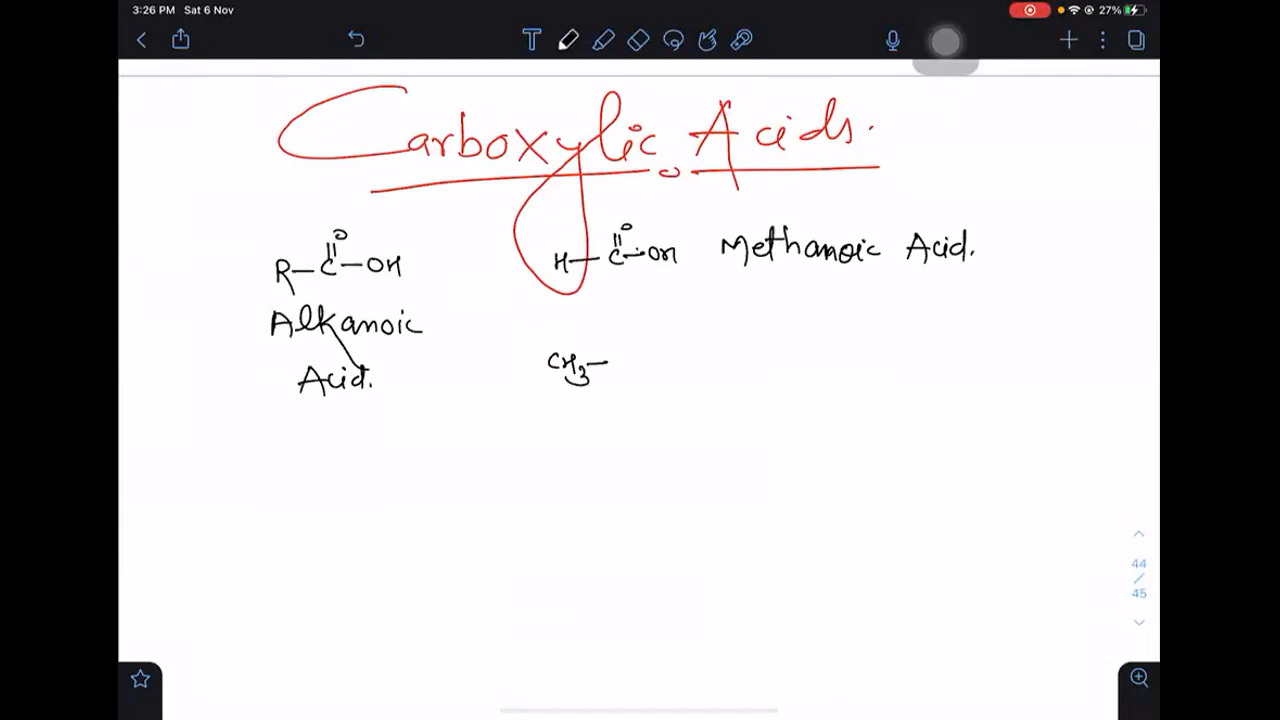 3:26 PM Sat 6 Nov
27%
T
Carboxylic Acids.
O
R—C—OH
O
H—C—OH Methanoic Acid.
Alkanoic
Acid.
CH3—
44
/
45